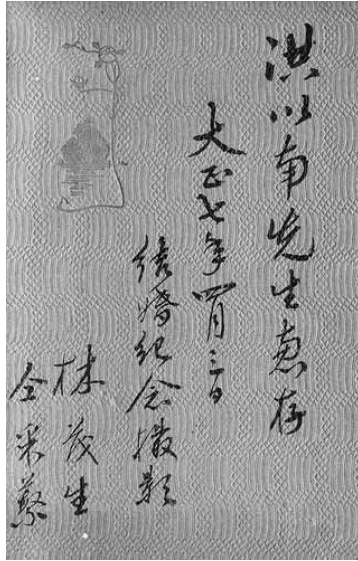 洪以南先生惠存
大正七年四月三日
結婚紀念撮影
林茂生
仝采蘩